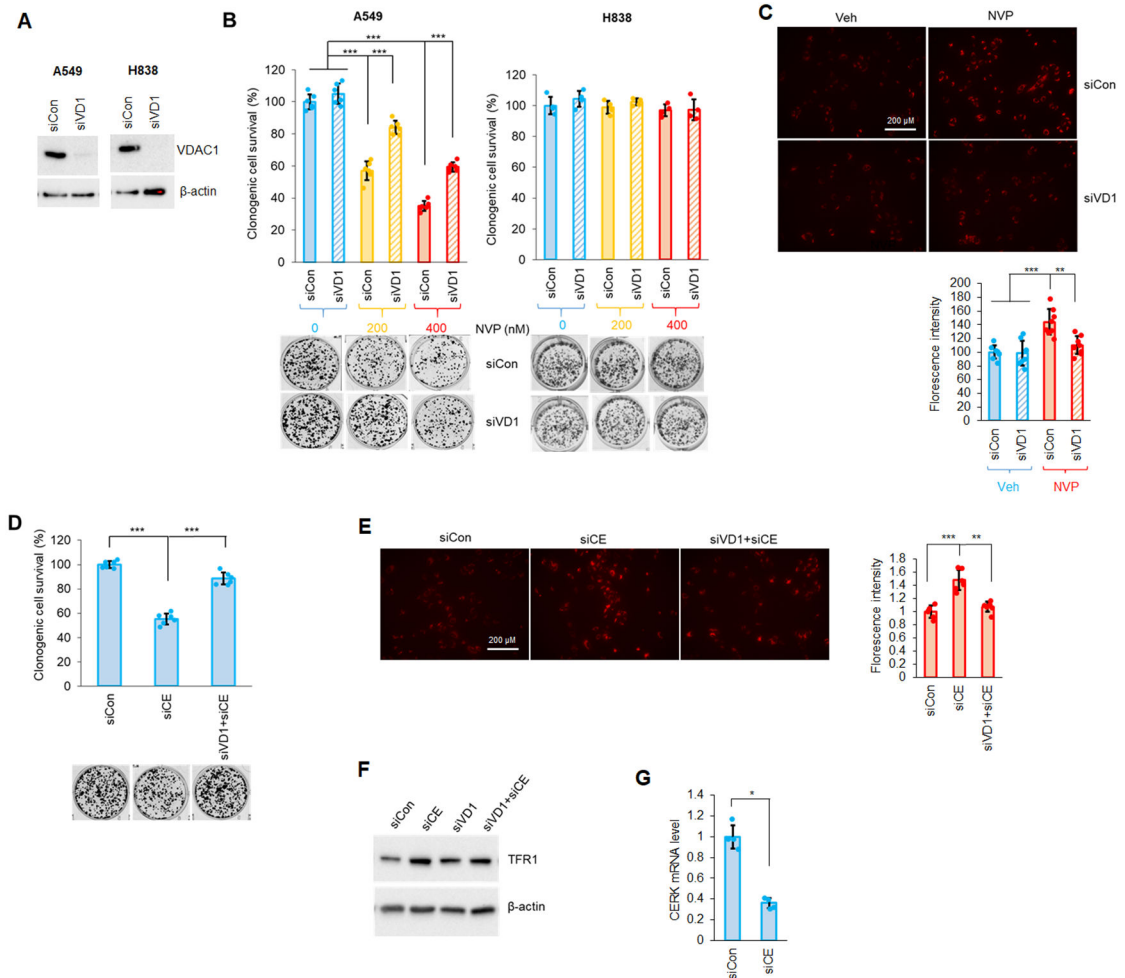 A
A549
H838
siCon
siVD1
siCon
siVD1
VDAC1
β-actin
B
A549
H838
***
***
***
***
Clonogenic cell survival (%)
120
100
80
60
40
20
0
siCon
siVD1
siCon
siVD1
siCon
siVD1
0
200
400
NVP (nM)
Clonogenic cell survival (%)
120
100
80
60
40
20
0
siCon
siVD1
siCon
siVD1
siCon
siVD1
0
200
400
siCon
siVD1
C
Veh
NVP
siCon
200 µM
siVD1
***
**
Florescence intensity
200
180
160
140
120
100
80
60
40
20
0
siCon
siVD1
siCon
siVD1
Veh
NVP
D
***
***
Clonogenic cell survival (%)
120
100
80
60
40
20
0
siCon
siCE
siVD1+siCE
E
siCon
siCE
siVD1+siCE
200 µM
***
**
Florescence intensity
1.8
1.6
1.4
1.2
1
0.8
0.6
0.4
0.2
0
siCon
siCE
siVD1+siCE
F
siCon
siCE
siVD1
siVD1+siCE
TFR1
β-actin
G
*
CERK mRNA level
1.4
1.2
1
0.8
0.6
0.4
0.2
0
siCon
siCE